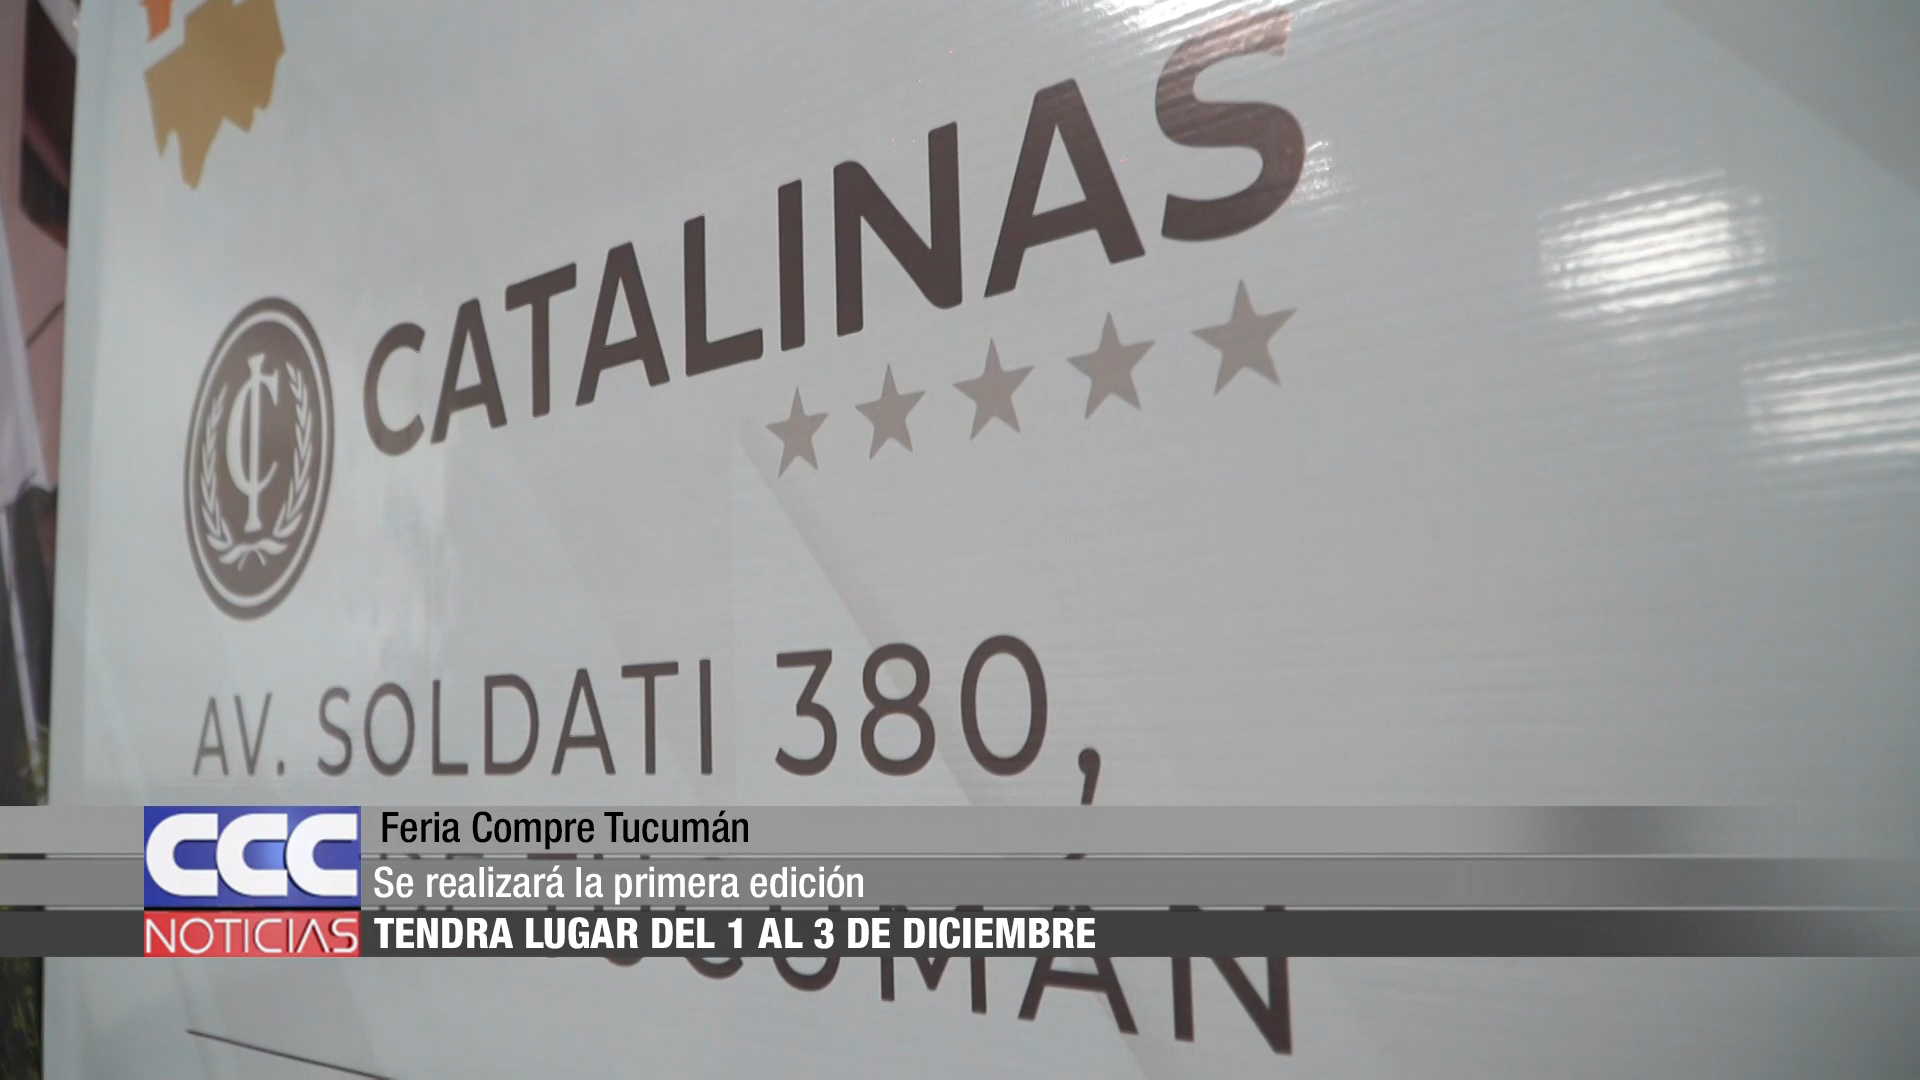 CATALINAS
AV. SOLDATI 380,
TUCUMÁN
CCC
NOTICIAS
Feria Compre Tucumán
Se realizará la primera edición
TENDRA LUGAR DEL 1 AL 3 DE DICIEMBRE